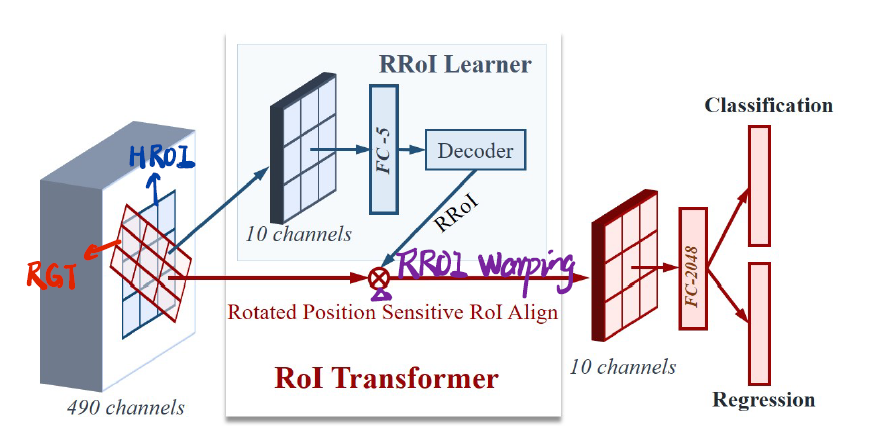 RRoI Learner
Classification
HROI
FC-5
Decoder
RRoI
10 channels
RGT
RROI Warping
FC-2048
Rotated Position Sensitive RoI Align
RoI Transformer
10 channels
490 channels
Regression